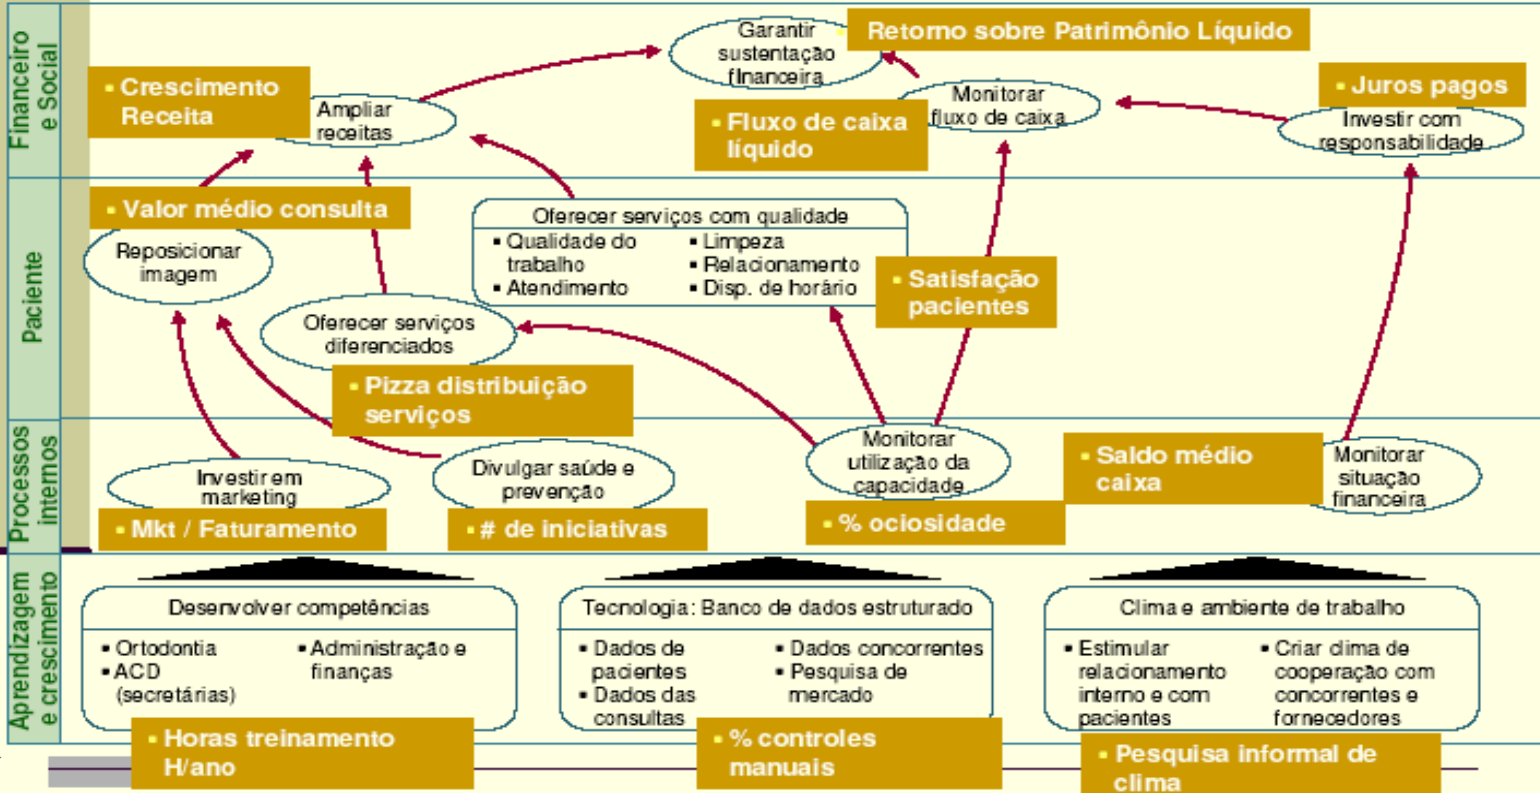 Financeiro
e Social
Garantir
sustentação
fInanceira
Retorno sobre Patrimônio Líquido
Crescimento
Receita
Ampliar
receitas
Fluxo de caixa
líquido
Monitorar
fluxo de caixa
Juros pagos
Investir com
responsabilidade
Paciente
Valor médio consulta
Reposicionar
imagem
Oferecer serviços com qualidade
▪ Qualidade do
trabalho
▪ Atendimento
▪ Limpeza
▪ Relacionamento
▪ Disp. de horário
Satisfação
pacientes
Oferecer serviços
diferenciados
Pizza distribuição
serviços
Processos
internos
Investir em
marketing
Mkt / Faturamento
Divulgar saúde e
prevenção
# de iniciativas
Monitorar
utilização da
capacidade
% ociosidade
Saldo médio
caixa
Monitorar
situação
financeira
Aprendizagem
e crescimento
Desenvolver competências
▪ Ortodontia
▪ ACD
(secretárias)
▪ Administração e
finanças
Horas treinamento
H/ano
Tecnologia: Banco de dados estruturado
▪ Dados de
pacientes
▪ Dados das
consultas
▪ Dados concorrentes
▪ Pesquisa de
mercado
% controles
manuais
Clima e ambiente de trabalho
▪ Estimular
relacionamento
interno e com
pacientes
▪ Criar clima de
cooperação com
concorrentes e
fornecedores
Pesquisa informal de
clima